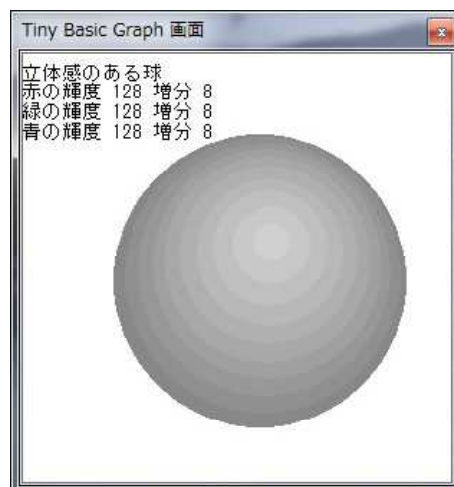 Tiny Basic Graph 画面
立体感のある球
赤の輝度 128 増分 8
緑の輝度 128 増分 8
青の輝度 128 増分 8